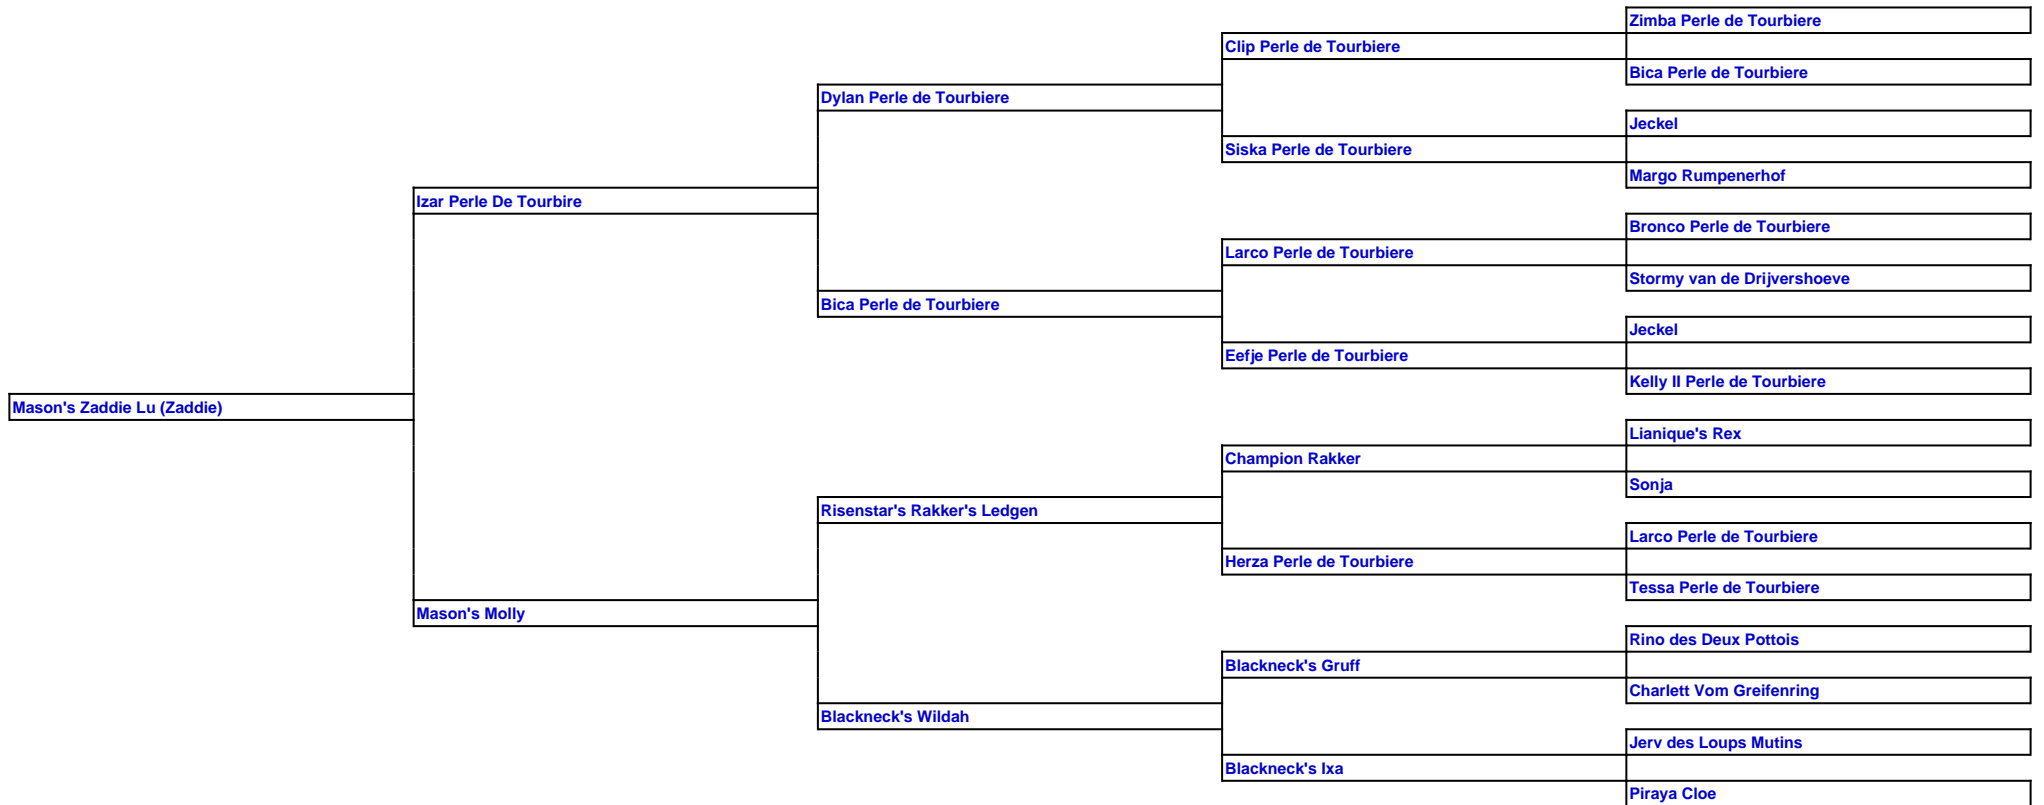 Zimba Perle de Tourbiere
Clip Perle de Tourbiere
Bica Perle de Tourbiere
Dylan Perle de Tourbiere
Jeckel
Siska Perle de Tourbiere
Margo Rumpenerhof
Izar Perle De Tourbire
Bronco Perle de Tourbiere
Larco Perle de Tourbiere
Stormy van de Drijvershoeve
Bica Perle de Tourbiere
Jeckel
Eefje Perle de Tourbiere
Kelly II Perle de Tourbiere
Mason's Zaddie Lu (Zaddie)
Lianique's Rex
Champion Rakker
Sonja
Risenstar's Rakker's Ledgen
Larco Perle de Tourbiere
Herza Perle de Tourbiere
Tessa Perle de Tourbiere
Mason's Molly
Rino des Deux Pottois
Blackneck's Gruff
Charlett Vom Greifenring
Blackneck's Wildah
Jerv des Loups Mutins
Blackneck's Ixa
Piraya Cloe